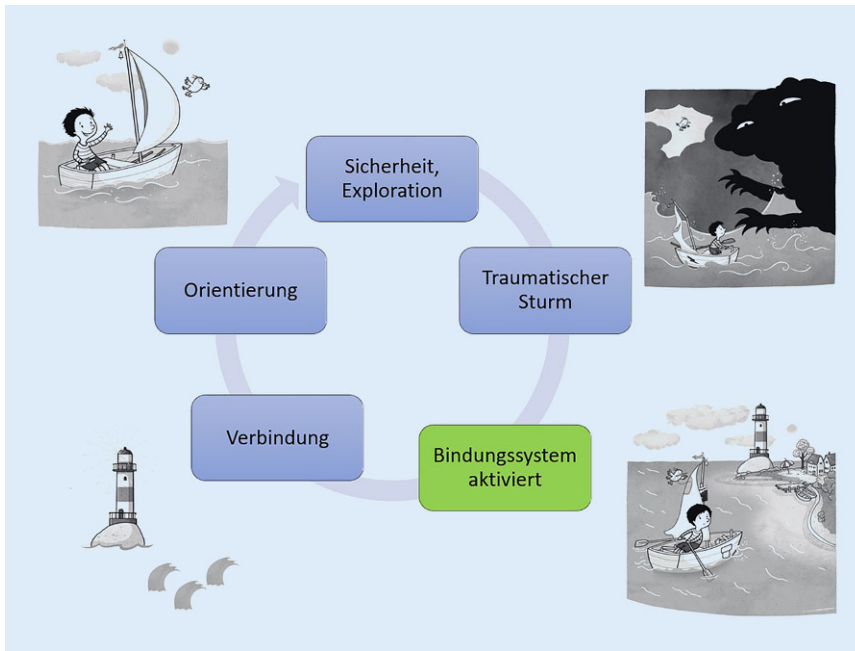 Sicherheit,
Exploration
Traumatischer
Sturm
Bindungssystem
aktiviert
Verbindung
Orientierung